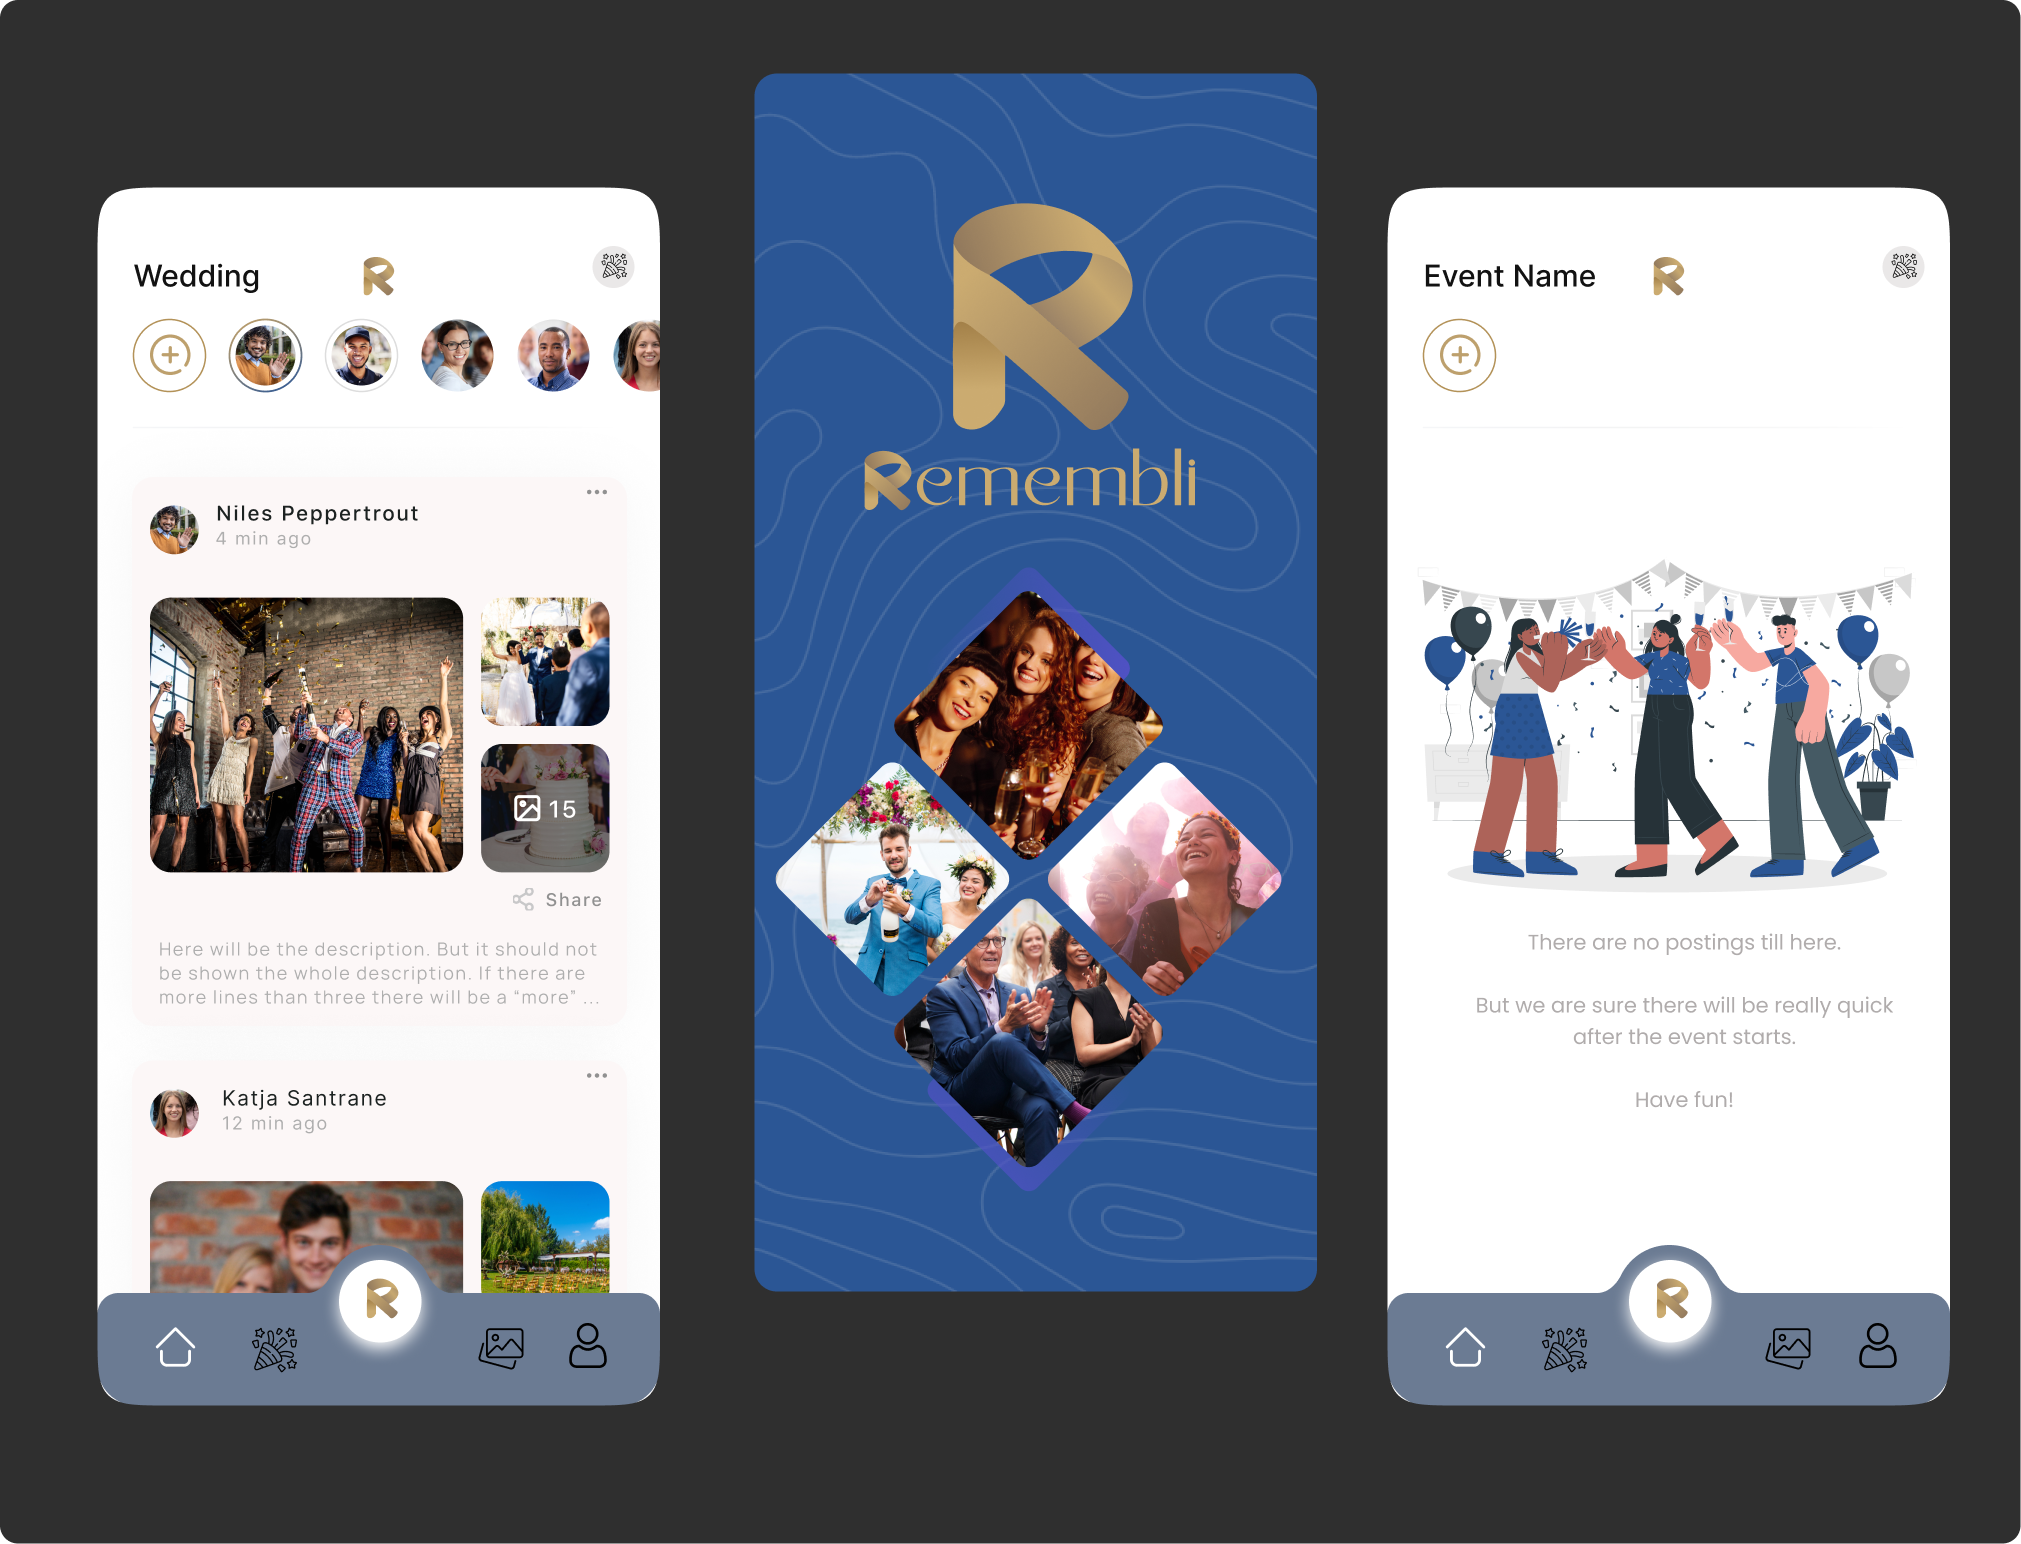 Wedding
Niles Peppertrout
4 min ago
15
Share
Here will be the description. But it should not
be shown the whole description. If there are
more lines than three there will be a “more” ...
Katja Santrane
12 min ago
Remembli
Event Name
There are no postings till here.
But we are sure there will be really quick
after the event starts.
Have fun!